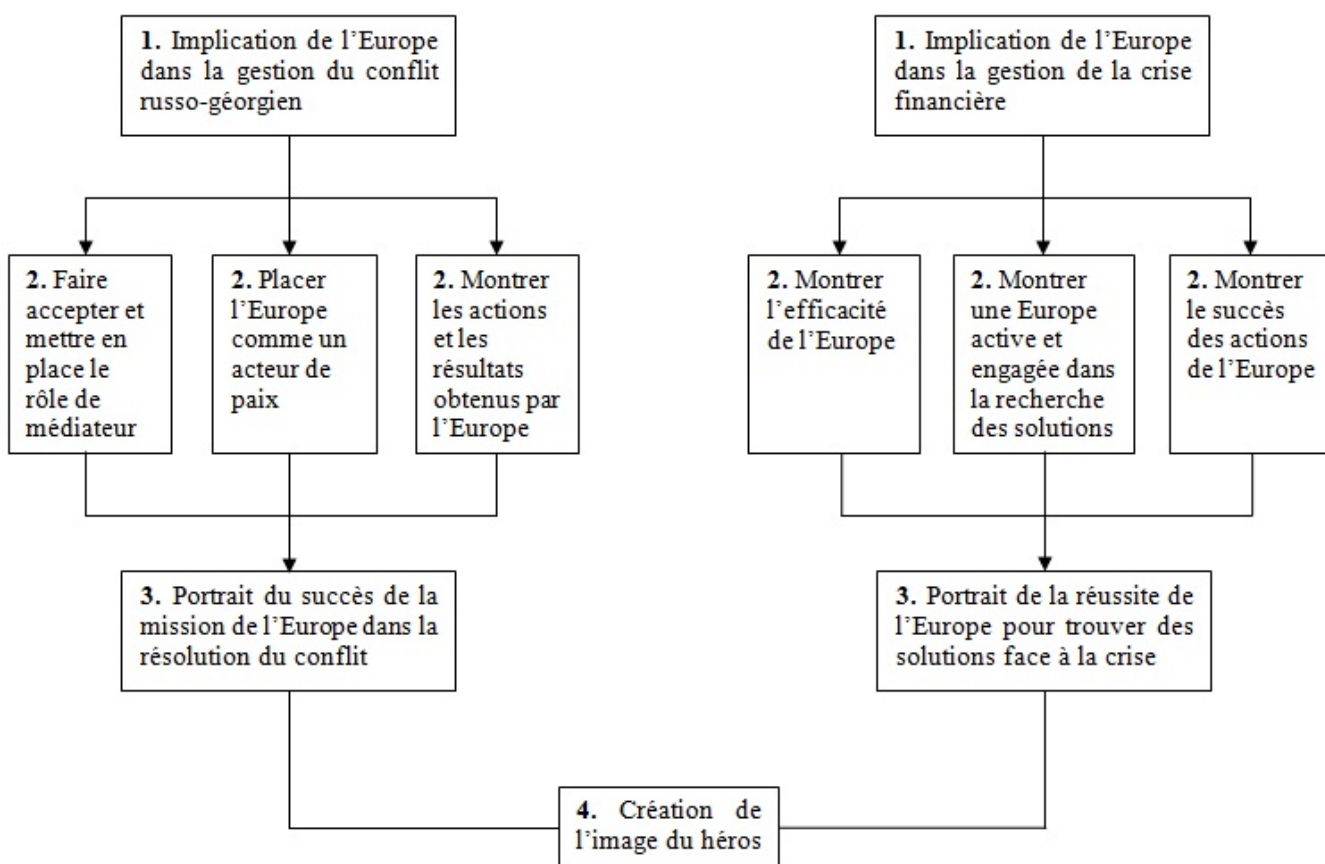 1. Implication de l'Europe
dans la gestion du conflit
russo-géorgien
1. Implication de l'Europe
dans la gestion de la crise
financière
2. Faire
accepter et
mettre en
place le
rôle de
médiateur
2. Placer
l'Europe
comme un
acteur de
paix
2. Montrer
les actions
et les
résultats
obtenus par
l'Europe
2. Montrer
l'efficacité
de l'Europe
2. Montrer
une Europe
active et
engagée dans
la recherche
des solutions
2. Montrer
le succès
des actions
de l'Europe
3. Portrait du succès de la
mission de l'Europe dans la
résolution du conflit
3. Portrait de la réussite de
l'Europe pour trouver des
solutions face à la crise
4. Création de
l'image du héros